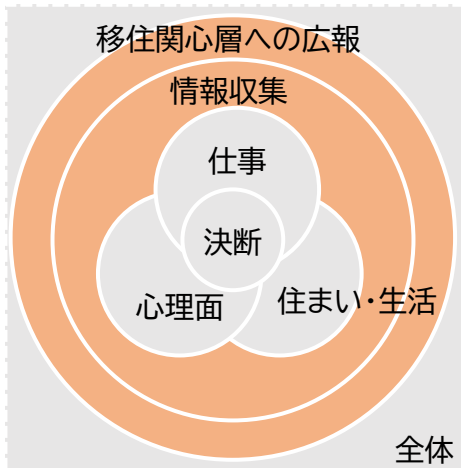 移住関心層への広報
情報収集
仕事
決断
心理面
住まい・生活
全体